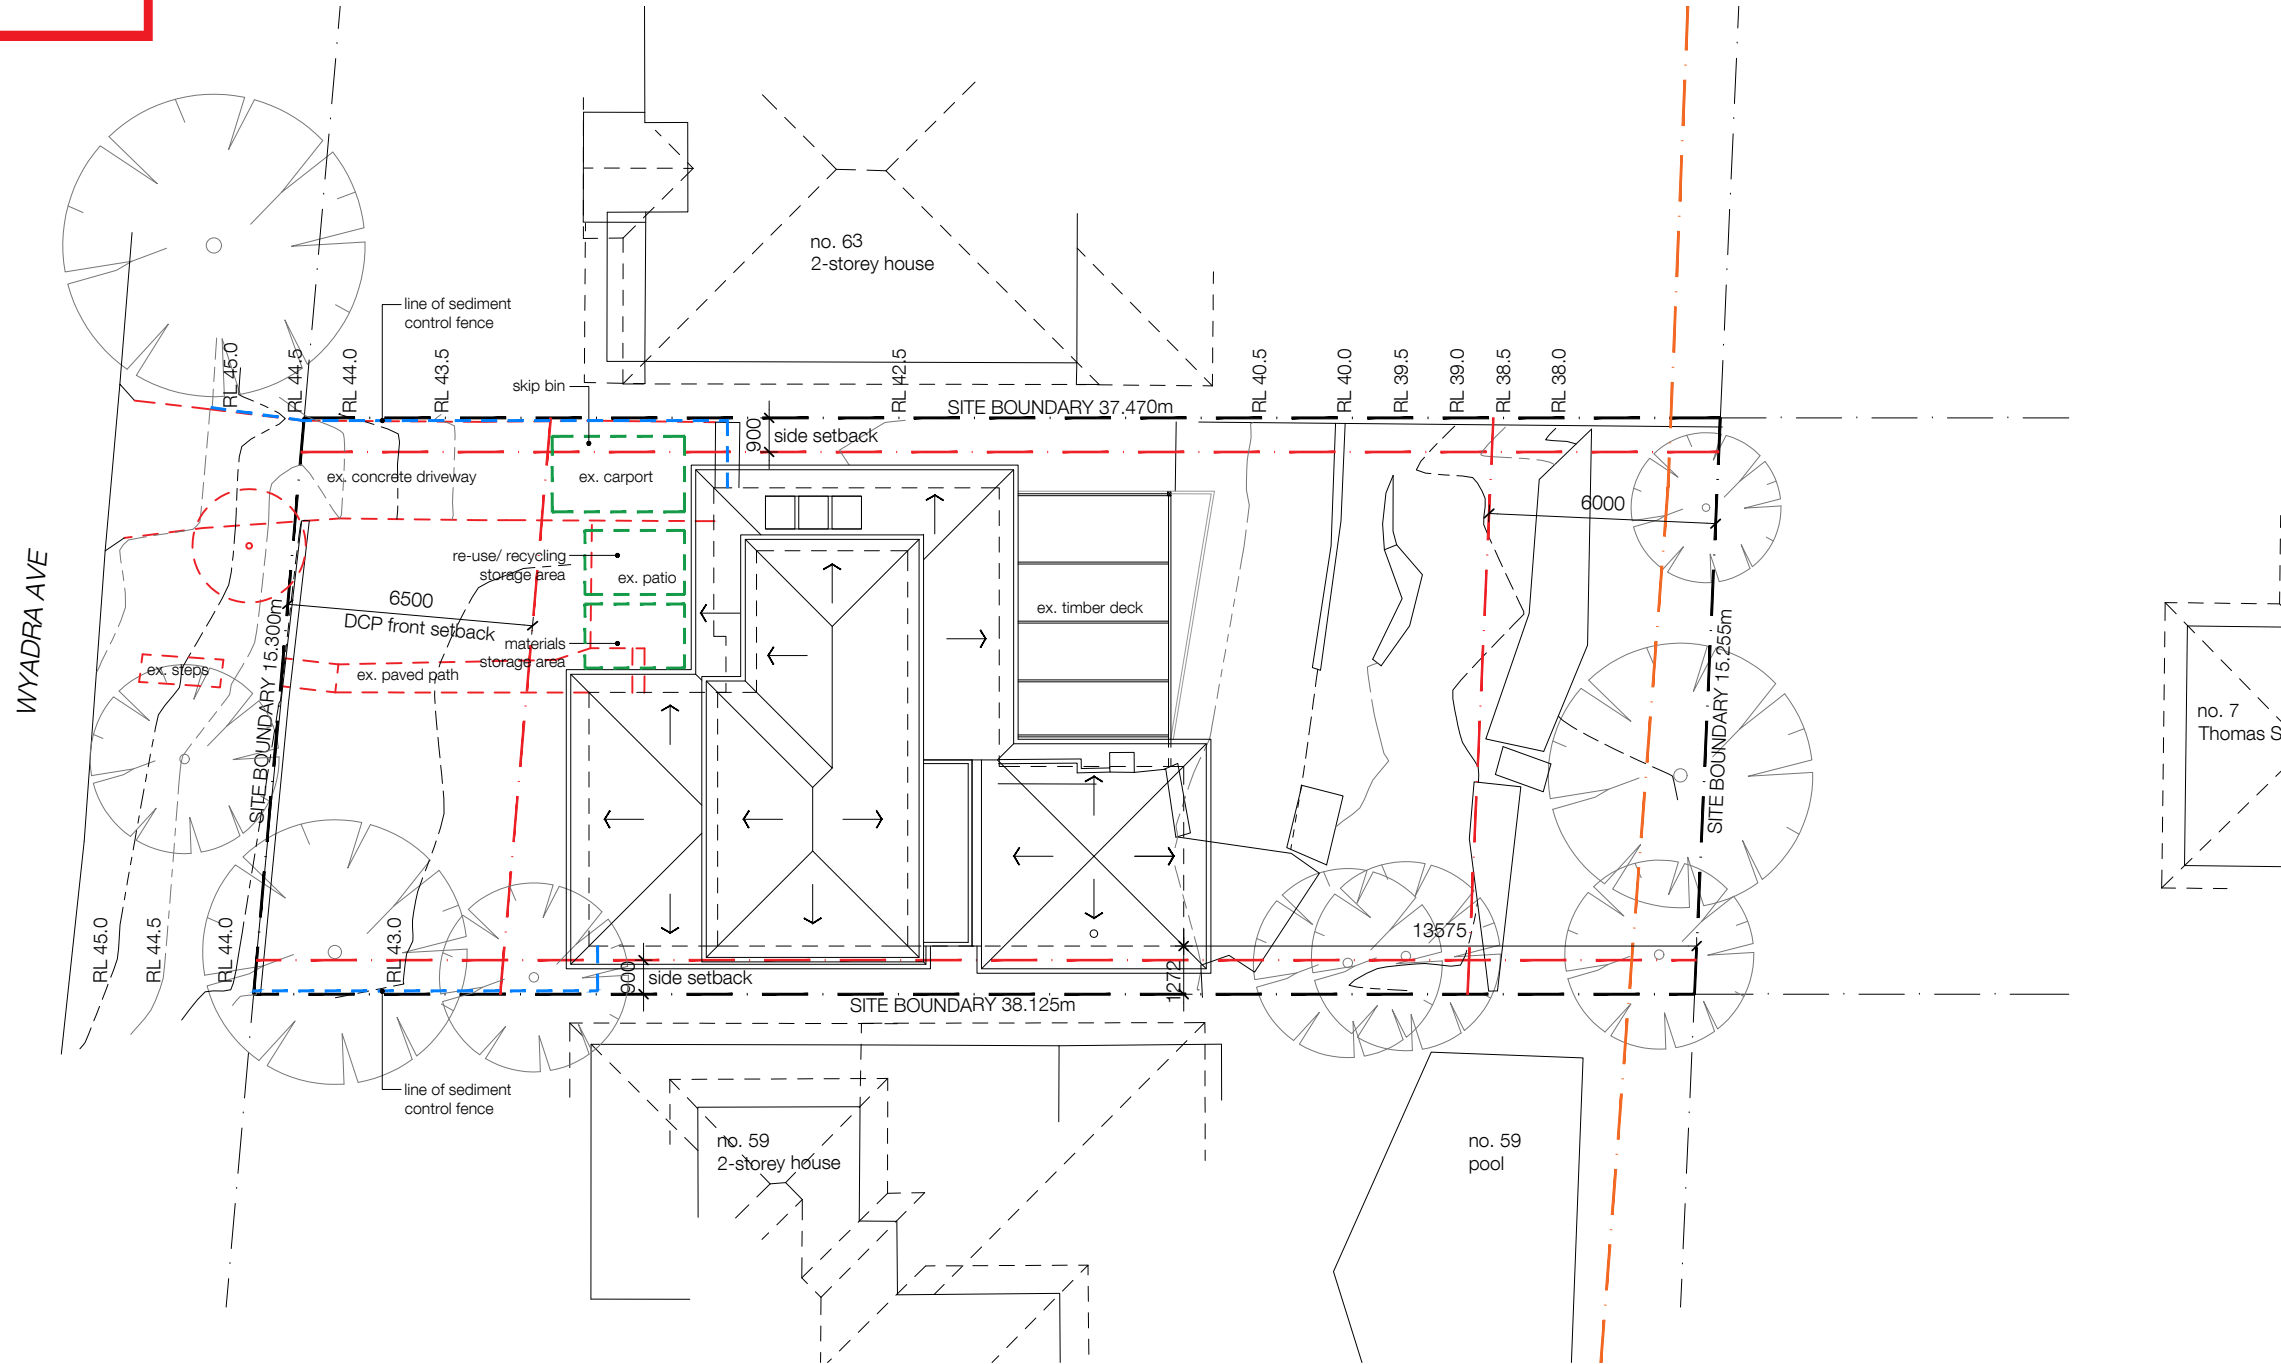 no. 63
2-storey house
line of sediment
control fence
RL 45.0
RL 44.5
RL 44.0
RL 43.5
skip bin
RL 42.5
RL 40.5
RL 40.0
RL 39.5
RL 39.0
RL 38.5
RL 38.0
SITE BOUNDARY 37.470m
900
side setback
ex. concrete driveway
ex. carport
6000
re-use/ recycling
storage area
ex. patio
WYADRA AVE
6500
DCP front setback
ex. timber deck
materials
storage area
ex. steps
ex. paved path
SITE BOUNDARY 15.300m
SITE BOUNDARY 15.255m
no. 7
Thomas S
RL 45.0
RL 44.5
RL 44.0
RL 43.0
13575
900
side setback
1272
SITE BOUNDARY 38.125m
line of sediment
control fence
no. 59
2-storey house
no. 59
pool